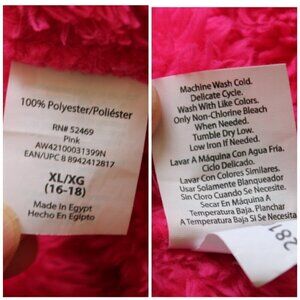 100% Polyester/Poliéster
RN# 52469
Pink
AW42100031399N
EAN/UPC 8 8942412817
XL/XG
(16-18)
Made In Egypt
Hecho En Egipto
Machine Wash Cold.
Delicate Cycle.
Wash With Like Colors.
Only Non-Chlorine Bleach
When Needed.
Tumble Dry Low.
Low Iron If Needed.
Lavar A Máquina Con Agua Fria.
Ciclo Delicado.
Lavar Con Colores Similares.
Usar Solamente Blanqueador
Sin Cloro Cuando Se Necesite.
Secar En Máquina A
Temperatura Baja. Planchar
A Temperatura Baja Si Se Necesita
281